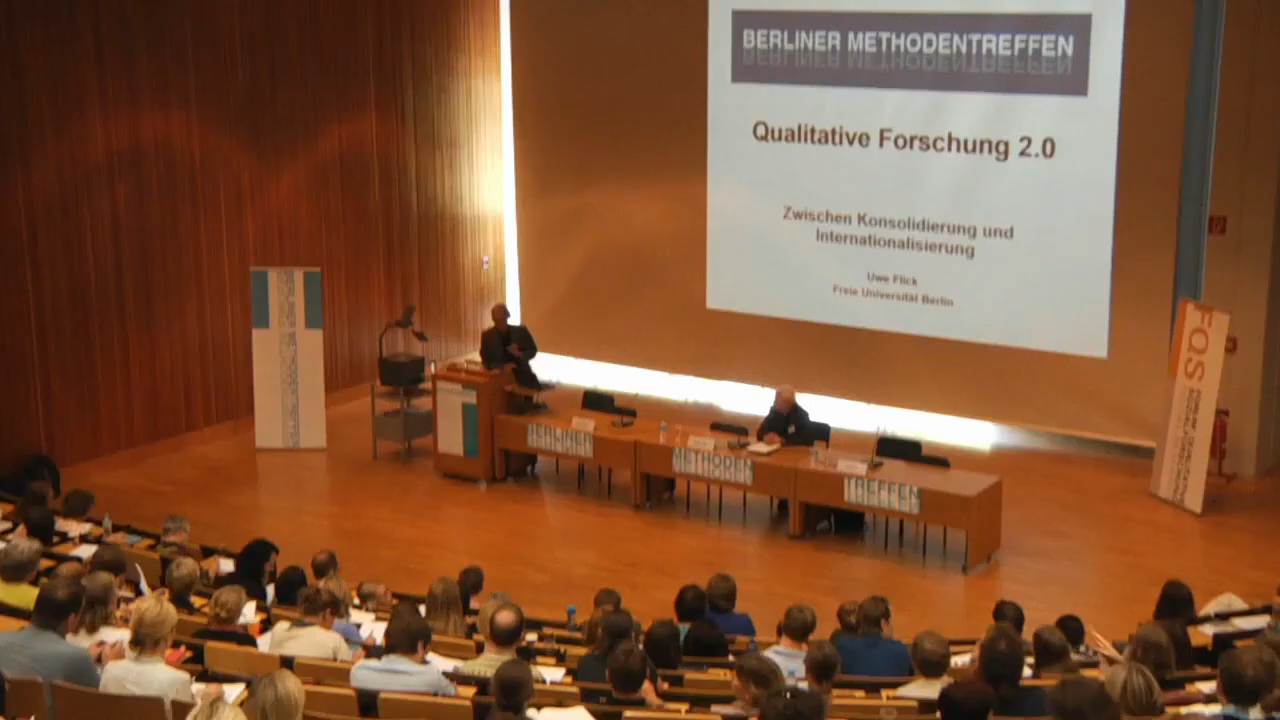 BERLINER METHODENTREFFEN
Qualitative Forschung 2.0
Zwischen Konsolidierung und
Internationalisierung
Uwe Flick
Freie Universität Berlin
FQS
BERLINER
METHODEN
TREFFEN